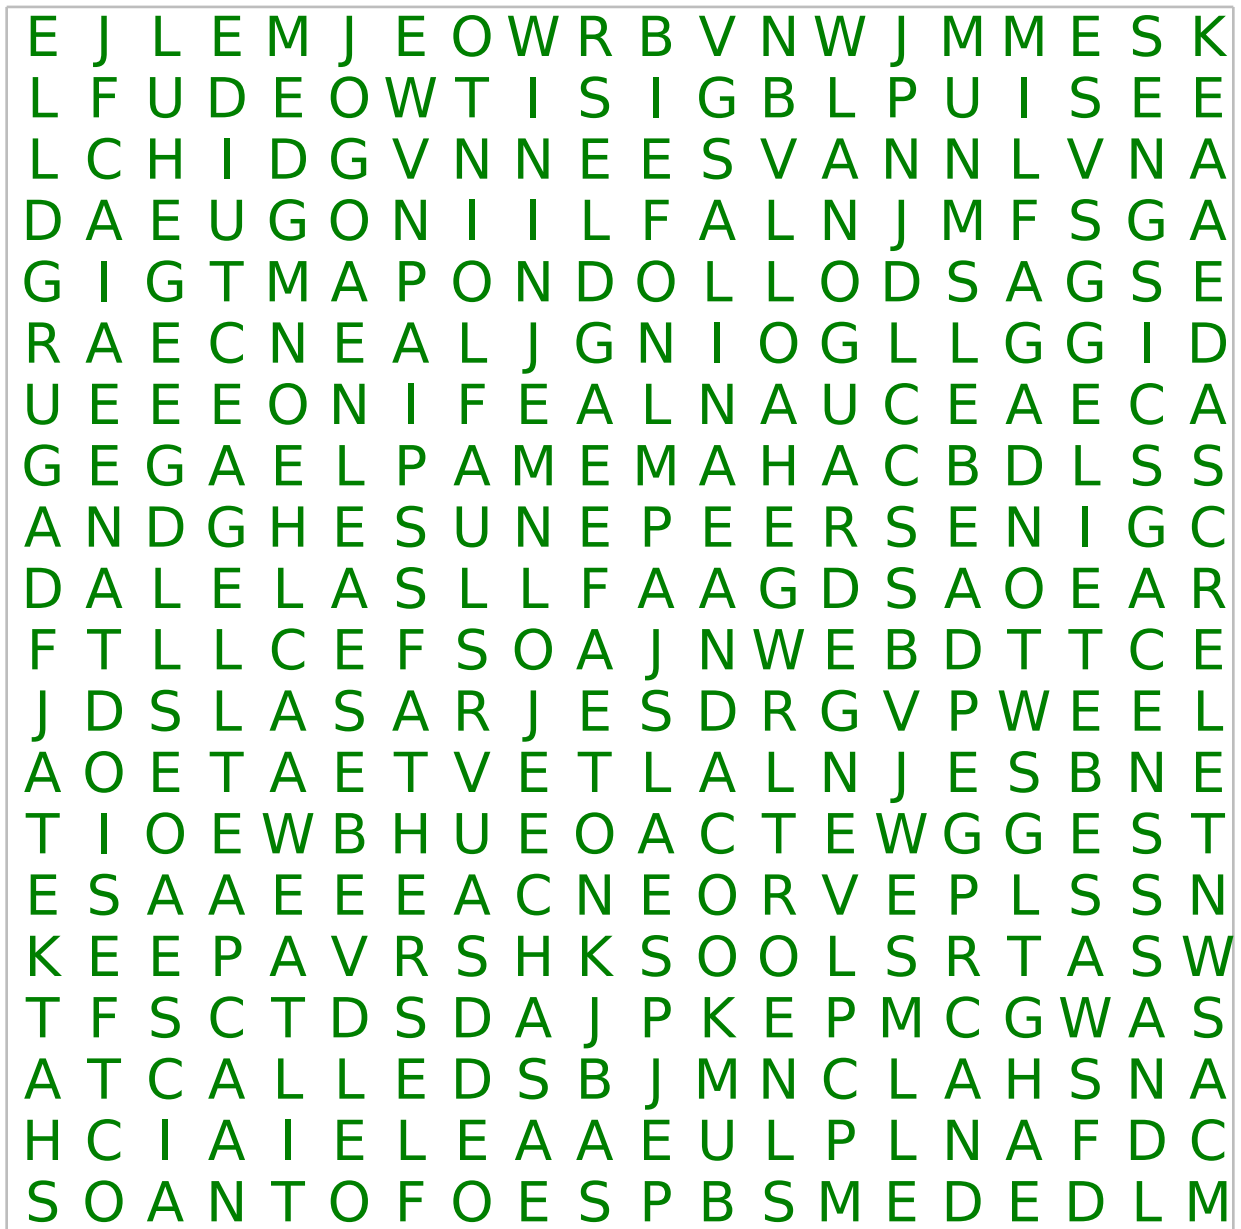 E J L E M J E O W R B V N W J M M E S K
L F U D E O W T I S I G B L P U I S E E
L C H I D G V N N E E S V A N N L V N A
D A E U G O N I I L F A L N J M F S G A
G I G T M A P O N D O L L O D S A G S E
R A E C N E A L J G N I O G L L G G I D
U E E E O N I F E A L N A U C E A E C A
G E G A E L P A M E M A H A C B D L S S
A N D G H E S U N E P E E R S E N I G C
D A L E L A S L L F A A G D S A O E A R
F T L L C E F S O A J N W E B D T T C E
J D S L A S A R J E S D R G V P W E E L
A O E T A E T V E T L A L N J E S B N E
T I O E W B H U E O A C T E W G G E S T
E S A A E E E A C N E O R V E P L S S N
K E E P A V R S H K S O O L S R T A S W
T F S C T D S D A J P K E P M C G W A S
A T C A L L E D S B J M N C L A H S N A
H C I A I E L E A A E U L P L N A F D C
S O A N T O F O E S P B S M E D E D L M